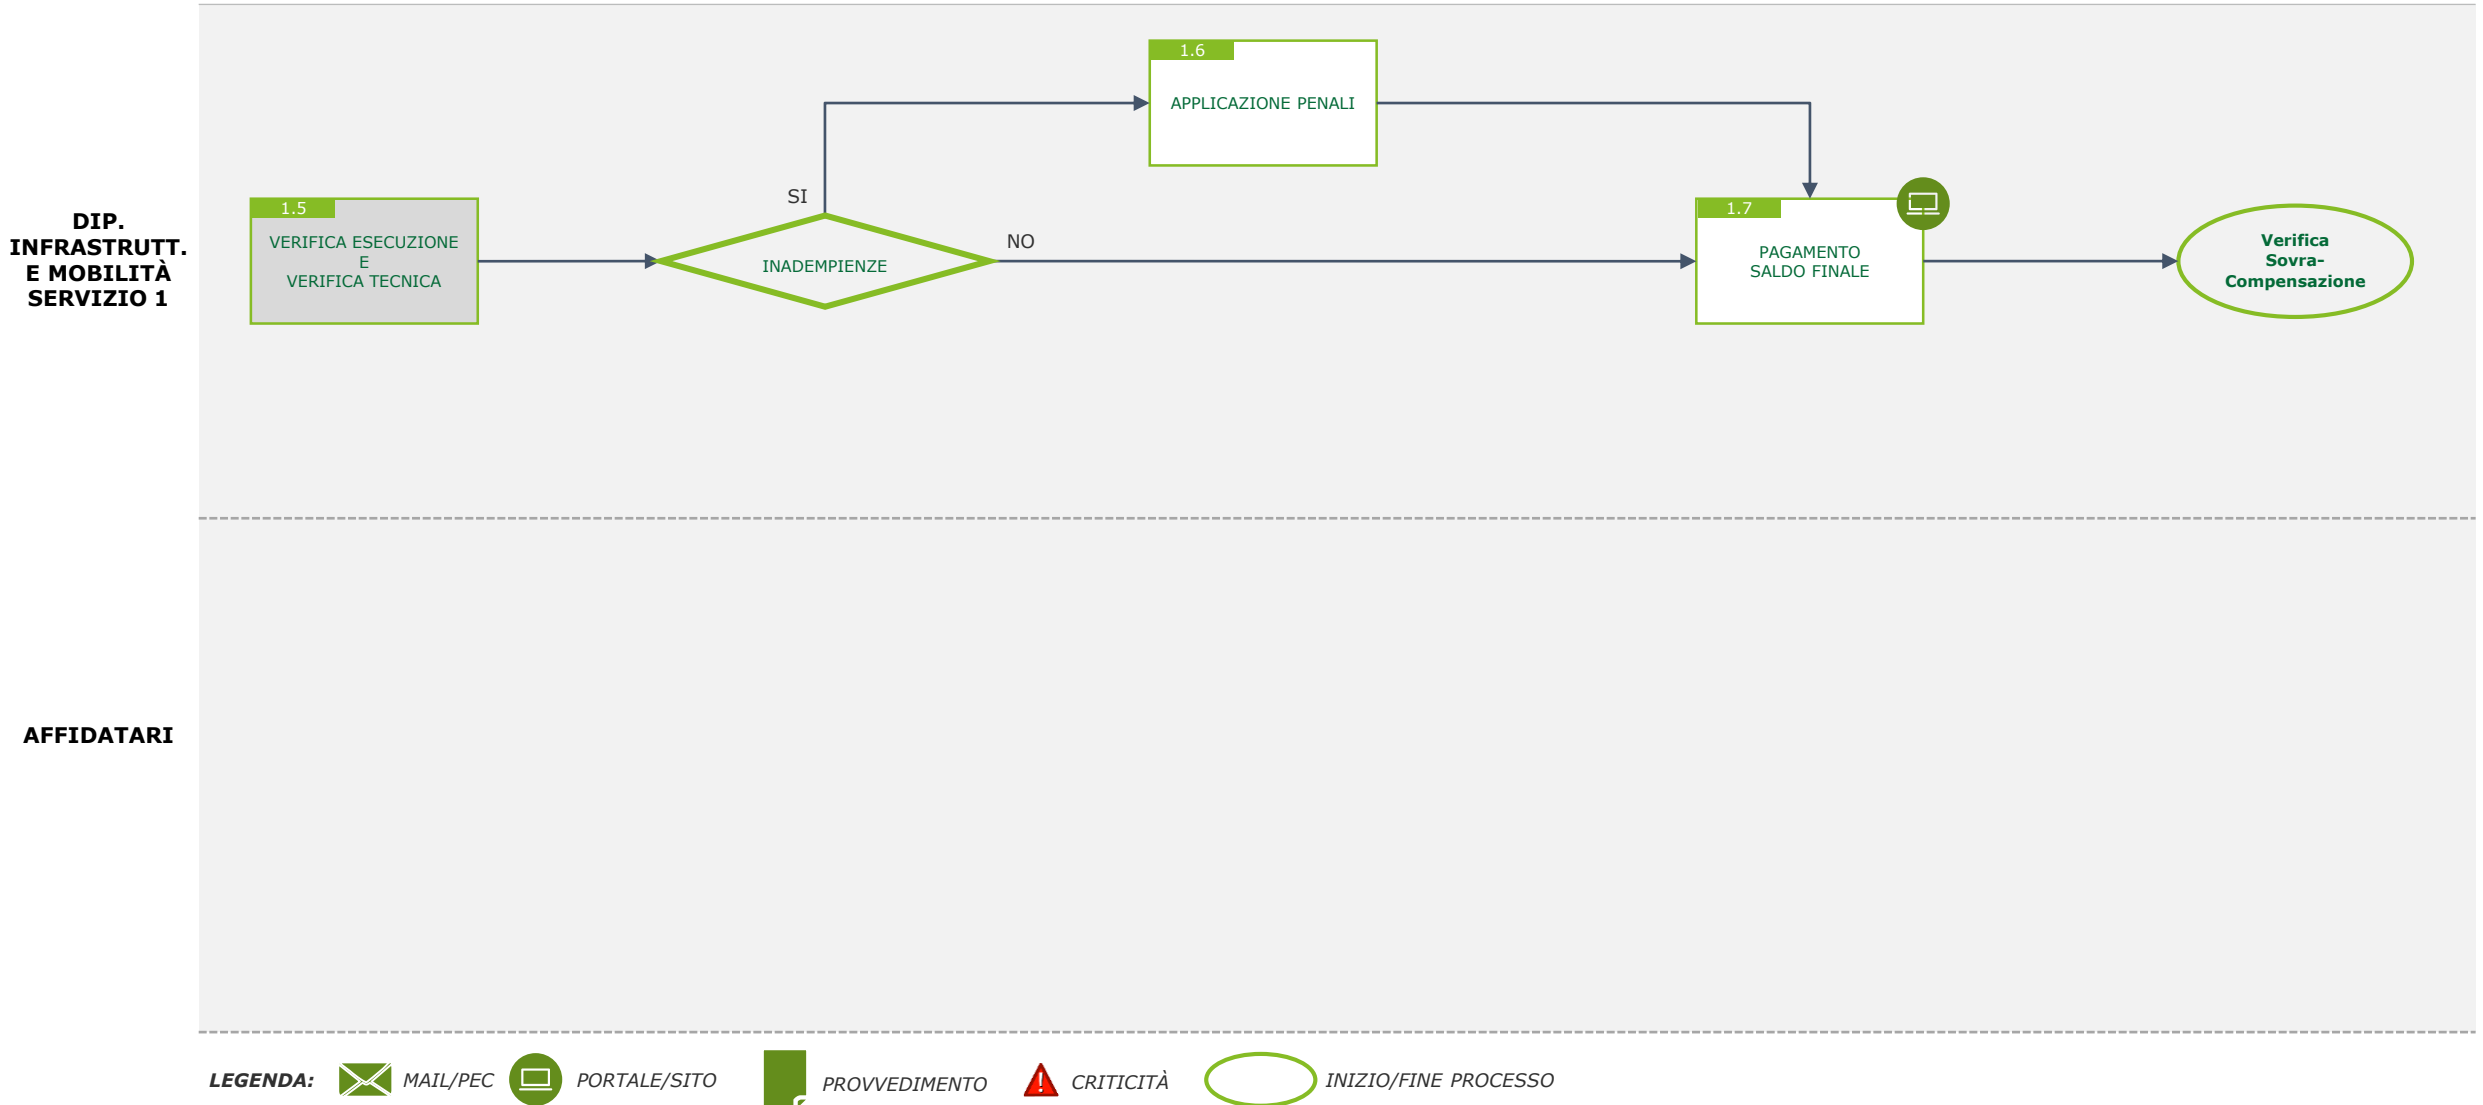 1.6
APPLICAZIONE PENALI
SI
DIP.
INFRASTRUTT.
E MOBILITÀ
SERVIZIO 1
1.5
VERIFICA ESECUZIONE
E
VERIFICA TECNICA
INADEMPIENZE
NO
1.7
PAGAMENTO
SALDO FINALE
Verifica
Sovra-
Compensazione
AFFIDATARI
LEGENDA:
MAIL/PEC
PORTALE/SITO
PROVVEDIMENTO
CRITICITÀ
INIZIO/FINE PROCESSO